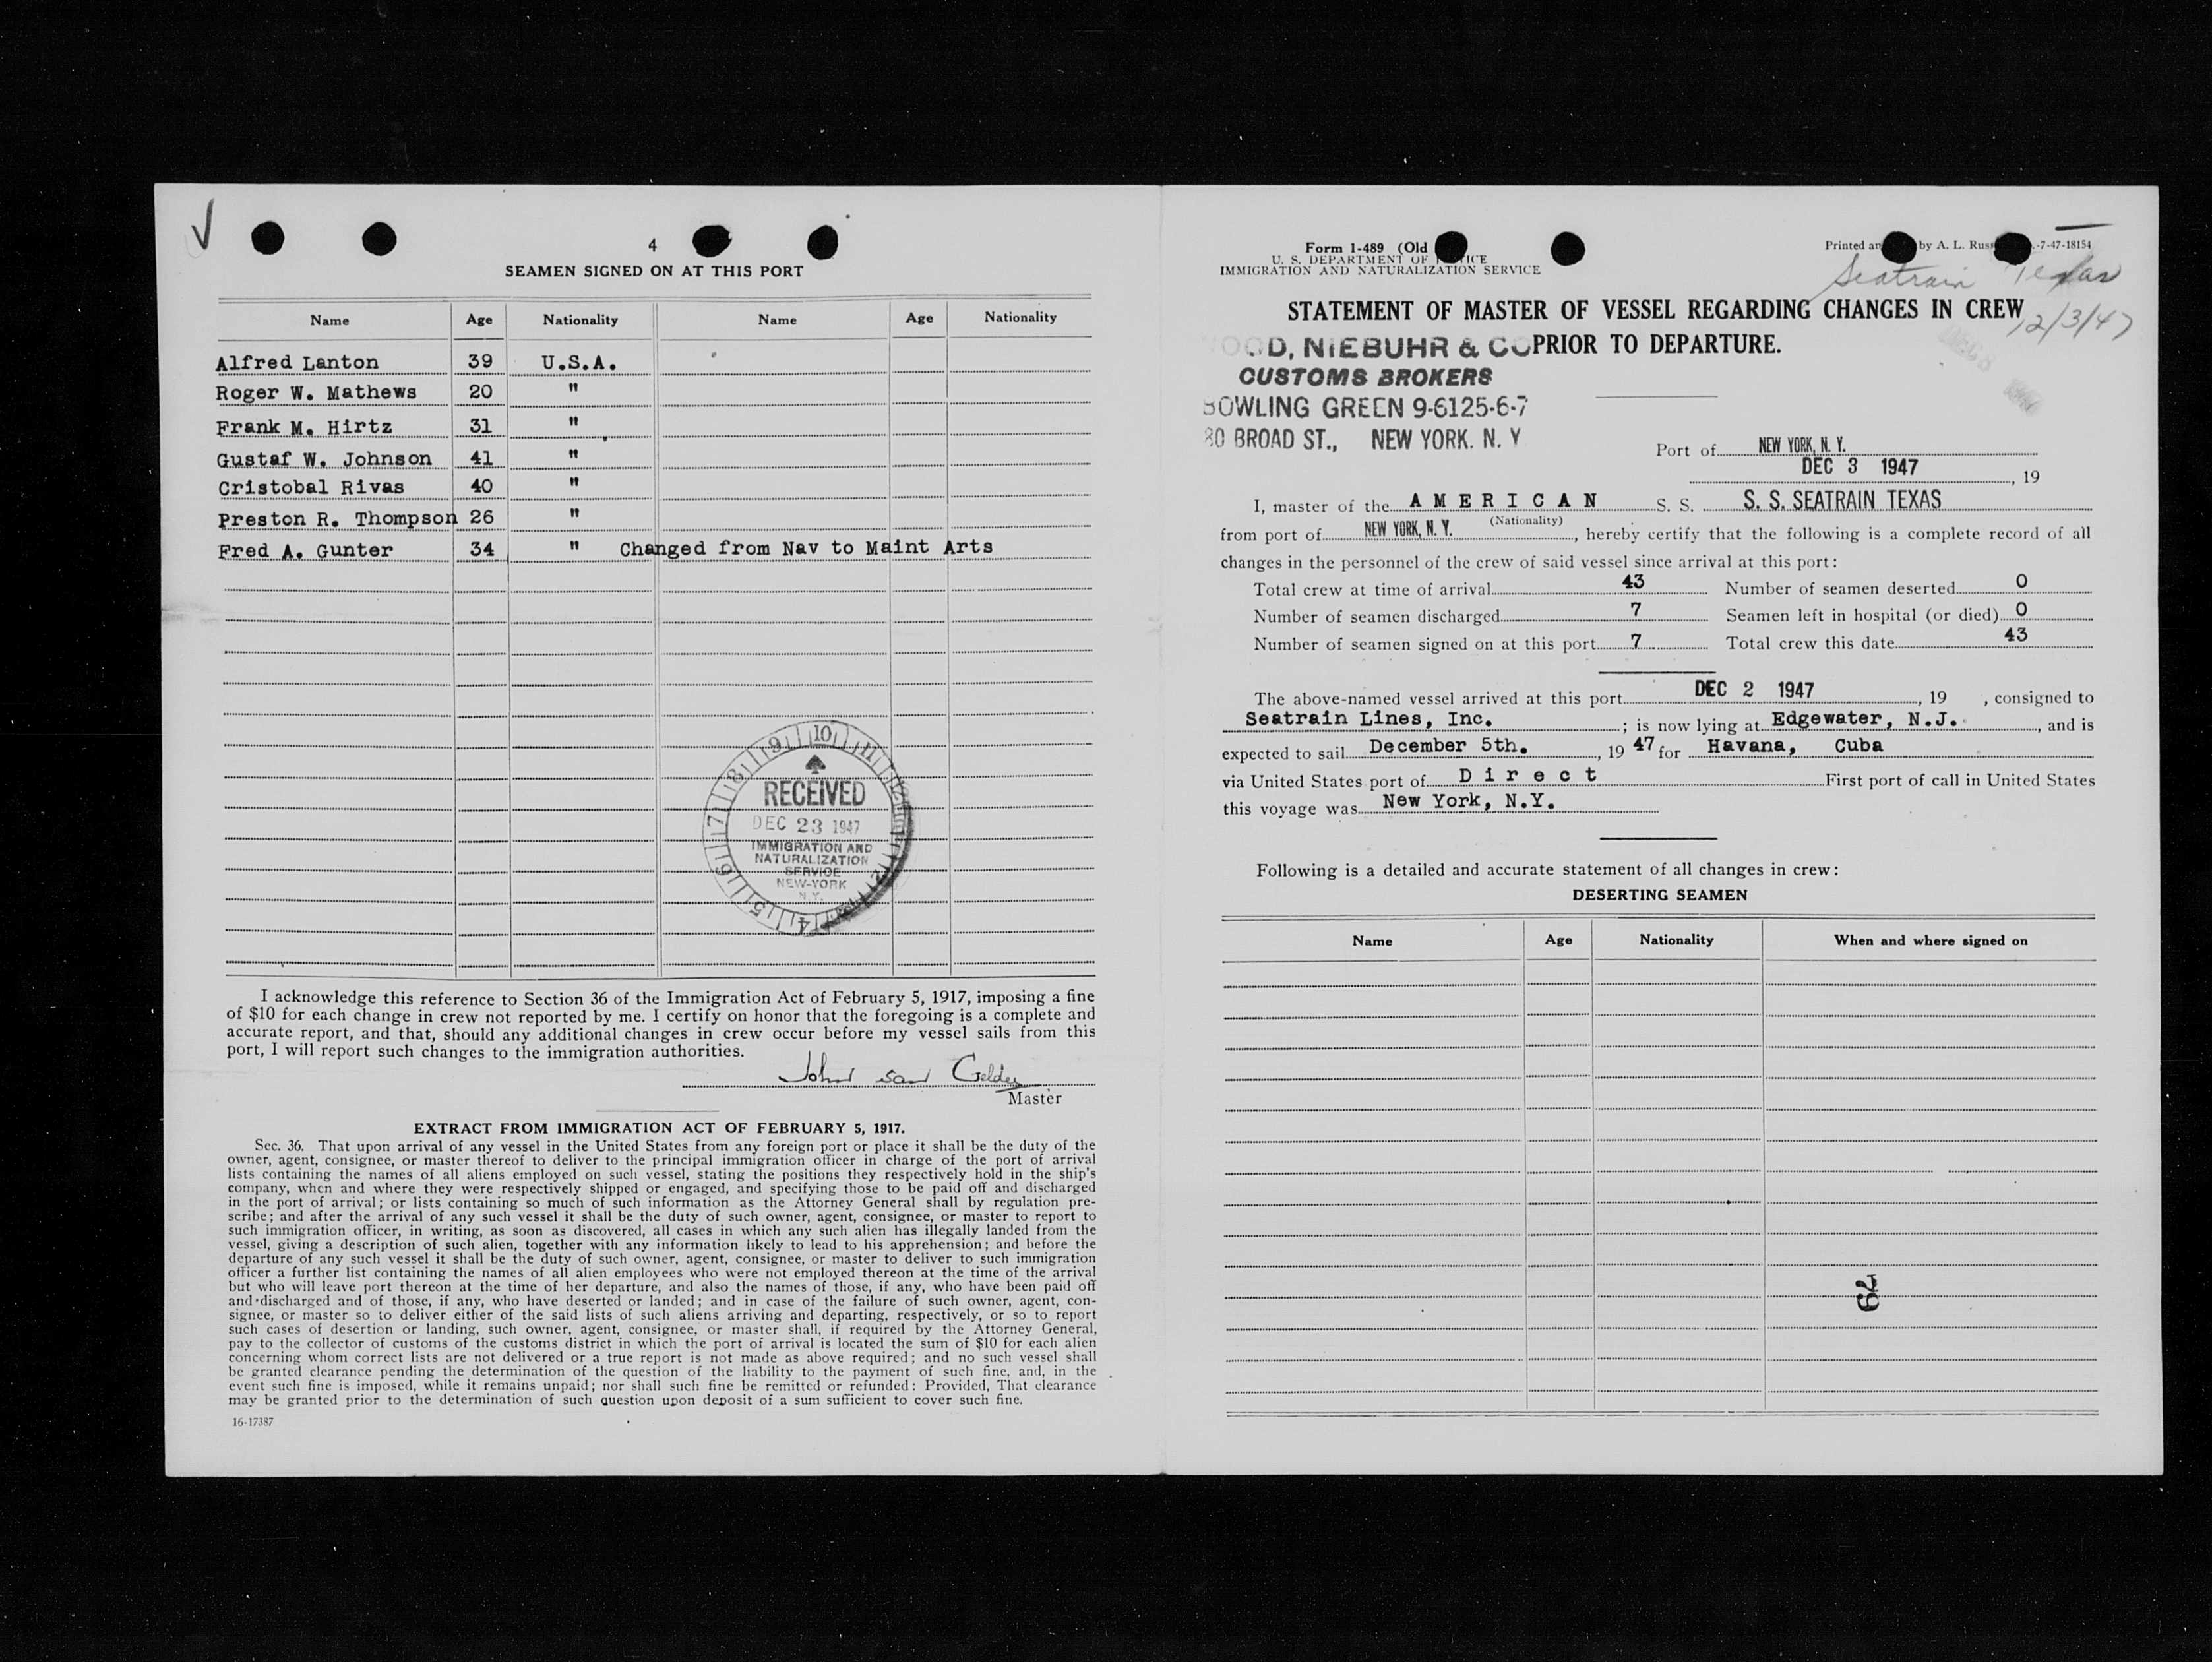 4
SEAMEN SIGNED ON AT THIS PORT
Name Age Nationality Name Age Nationality
Alfred Lanton 39 U.S.A.
Roger W. Mathews 20 "
Frank M. Hirtz 31 "
Gustaf W. Johnson 41 "
Cristobal Rivas 40 "
Preston R. Thompson 26 "
Fred A. Gunter 34 " Changed from Nav to Maint Arts
RECEIVED
DEC 23 1947
IMMIGRATION AND
NATURALIZATION
SERVICE
NEW-YORK
N.Y.
I acknowledge this reference to Section 36 of the Immigration Act of February 5, 1917, imposing a fine
of $10 for each change in crew not reported by me. I certify on honor that the foregoing is a complete and
accurate report, and that, should any additional changes in crew occur before my vessel sails from this
port, I will report such changes to the immigration authorities.
John van Gelder
Master
EXTRACT FROM IMMIGRATION ACT OF FEBRUARY 5, 1917.
Sec. 36. That upon arrival of any vessel in the United States from any foreign port or place it shall be the duty of the
owner, agent, consignee, or master thereof to deliver to the principal immigration officer in charge of the port of arrival
lists containing the names of all aliens employed on such vessel, stating the positions they respectively hold in the ship's
company, when and where they were respectively shipped or engaged, and specifying those to be paid off and discharged
in the port of arrival; or lists containing so much of such information as the Attorney General shall by regulation pre-
scribe; and after the arrival of any such vessel it shall be the duty of such owner, agent, consignee, or master to report to
such immigration officer, in writing, as soon as discovered, all cases in which any such alien has illegally landed from the
vessel, giving a description of such alien, together with any information likely to lead to his apprehension; and before the
departure of any such vessel it shall be the duty of such owner, agent, consignee, or master to deliver to such immigration
officer a further list containing the names of all alien employees who were not employed thereon at the time of the arrival
but who will leave port thereon at the time of her departure, and also the names of those, if any, who have been paid off
and discharged and of those, if any, who have deserted or landed; and in case of the failure of such owner, agent, con-
signee, or master so to deliver either of the said lists of such aliens arriving and departing, respectively, or so to report
such cases of desertion or landing, such owner, agent, consignee, or master shall, if required by the Attorney General,
pay to the collector of customs of the customs district in which the port of arrival is located the sum of $10 for each alien
concerning whom correct lists are not delivered or a true report is not made as above required; and no such vessel shall
be granted clearance pending the determination of the question of the liability to the payment of such fine, and, in the
event such fine is imposed, while it remains unpaid; nor shall such fine be remitted or refunded: Provided, That clearance
may be granted prior to the determination of such question upon deposit of a sum sufficient to cover such fine.
16-17387
Form 1-489 (Old
U. S. DEPARTMENT OF
IMMIGRATION AND NATURALIZATION SERVICE
Printed an by A. L. Rus -7-47-18154
Seatrain Texas
12/3/47
STATEMENT OF MASTER OF VESSEL REGARDING CHANGES IN CREW
PRIOR TO DEPARTURE.
D, NIEBUHR & CO
CUSTOMS BROKERS
BOWLING GREEN 9-6125-6-7
80 BROAD ST., NEW YORK. N. Y
Port of NEW YORK, N. Y.
DEC 3 1947, 19
I, master of the A M E R I C A N S. S. S. S. SEATRAIN TEXAS
(Nationality)
from port of NEW YORK, N. Y., hereby certify that the following is a complete record of all
changes in the personnel of the crew of said vessel since arrival at this port:
Total crew at time of arrival 43 Number of seamen deserted 0
Number of seamen discharged 7 Seamen left in hospital (or died) 0
Number of seamen signed on at this port 7 Total crew this date 43
The above-named vessel arrived at this port DEC 2 1947, 19 , consigned to
Seatrain Lines, Inc. ; is now lying at Edgewater, N.J. , and is
expected to sail December 5th. , 19 47 for Havana, Cuba
via United States port of D i r e c t First port of call in United States
this voyage was New York, N.Y.
Following is a detailed and accurate statement of all changes in crew:
DESERTING SEAMEN
Name Age Nationality When and where signed on
79